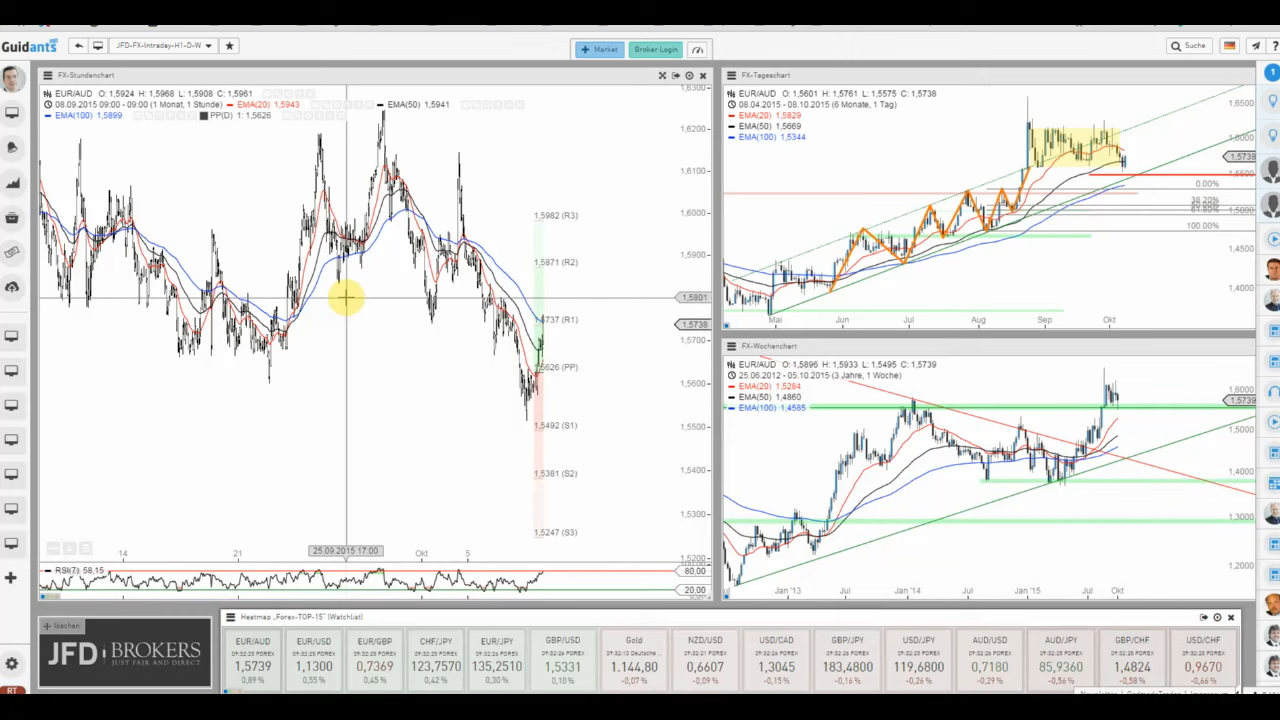 Guidants
JFD-FX-Intraday-H1-D-W
Market
Broker Login
Suche
FX-Stundenchart
EUR/AUD O: 1,5924 H: 1,5968 L: 1,5908 C: 1,5961
08.09.2015 09:00 - 09:00 (1 Monat, 1 Stunde) EMA(20) 1,5943 EMA(50) 1,5941
EMA(100) 1,5899 PP(D) 1: 1,5626
1,6300
1,6200
1,6100
1,6000
1,5900
1,5801
1,5738
1,5700
1,5600
1,5500
1,5400
1,5300
1,5200
1,5982 (R3)
1,5871 (R2)
1,5737 (R1)
1,5626 (PP)
1,5492 (S1)
1,5381 (S2)
1,5247 (S3)
14
21
25.09.2015 17:00
Okt
5
RSI(7) 58,15
80,00
20,00
FX-Tageschart
EUR/AUD O: 1,5601 H: 1,5761 L: 1,5575 C: 1,5738
08.04.2015 - 08.10.2015 (6 Monate, 1 Tag)
EMA(20) 1,5829
EMA(50) 1,5669
EMA(100) 1,5344
1,6500
1,6000
1,5738
1,5500
1,5000
1,4500
1,4000
0.00%
38.20%
61.80%
100.00%
Mai
Jun
Jul
Aug
Sep
Okt
FX-Wochenchart
EUR/AUD O: 1,5896 H: 1,5933 L: 1,5495 C: 1,5739
25.06.2012 - 05.10.2015 (3 Jahre, 1 Woche)
EMA(20) 1,5284
EMA(50) 1,4860
EMA(100) 1,4585
1,6000
1,5739
1,5000
1,4000
1,3000
1,2000
Jan '13
Jul
Jan '14
Jul
Jan '15
Jul
Okt
1
löschen
JFD BROKERS
JUST FAIR AND DIRECT
Heatmap „Forex-TOP-15" (Watchlist)
EUR/AUD EUR/USD EUR/GBP CHF/JPY EUR/JPY GBP/USD Gold NZD/USD USD/CAD GBP/JPY USD/JPY AUD/USD AUD/JPY GBP/CHF USD/CHF
1,5739 1,1300 0,7369 123,7570 135,2510 1,5331 1.144,80 0,6607 1,3045 183,4800 119,6800 0,7180 85,9360 1,4824 0,9670
0,89% 0,55% 0,45% 0,42% 0,30% 0,10% -0,07% -0,09% -0,15% -0,16% -0,26% -0,29% -0,56% -0,58% -0,66%
RT